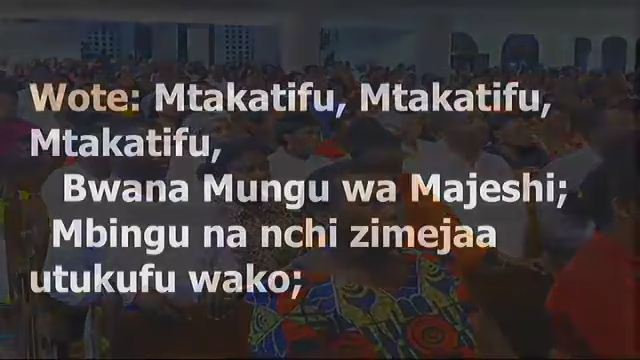 Wote: Mtakatifu, Mtakatifu,
Mtakatifu,
Bwana Mungu wa Majeshi;
Mbingu na nchi zimejaa
utukufu wako;